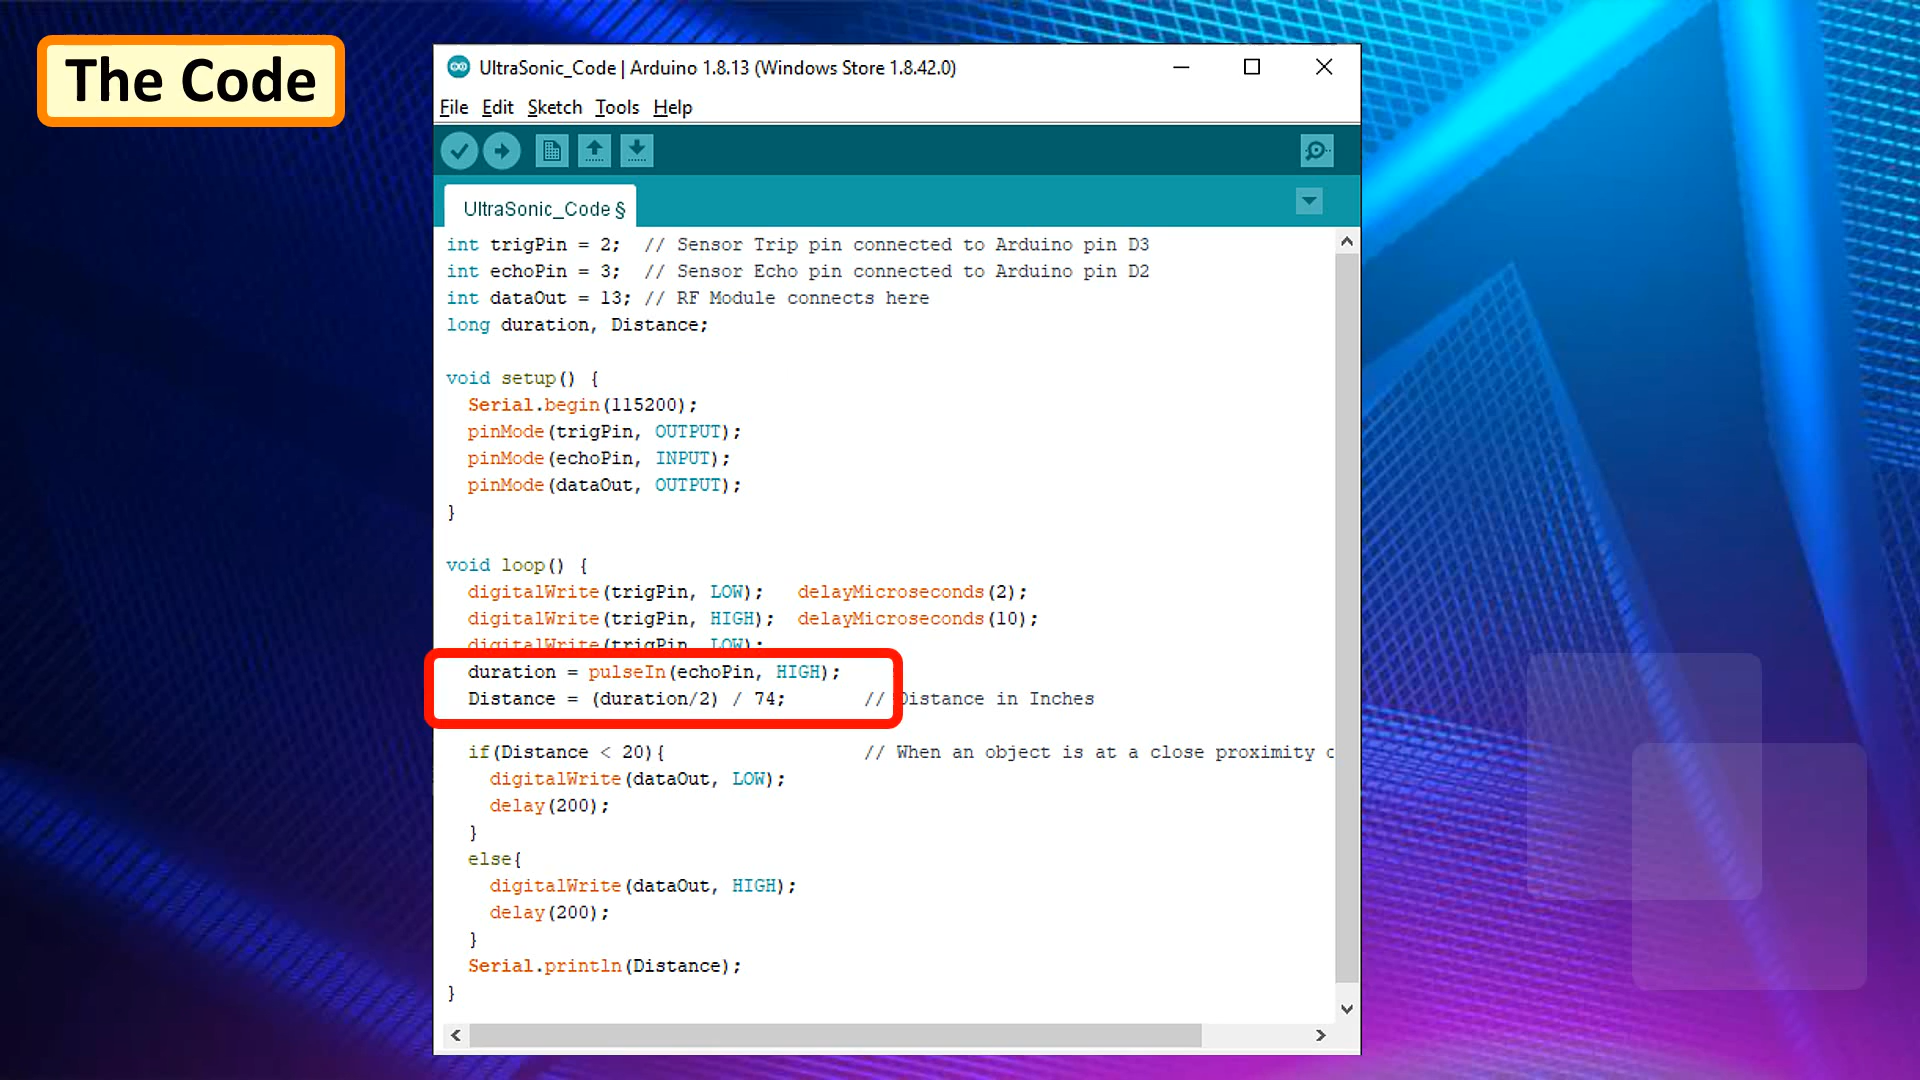 The Code
UltraSonic_Code | Arduino 1.8.13 (Windows Store 1.8.42.0)
File Edit Sketch Tools Help
UltraSonic_Code §
int trigPin = 2;  // Sensor Trip pin connected to Arduino pin D3
int echoPin = 3;  // Sensor Echo pin connected to Arduino pin D2
int dataOut = 13; // RF Module connects here
long duration, Distance;
void setup() {
  Serial.begin(115200);
  pinMode(trigPin, OUTPUT);
  pinMode(echoPin, INPUT);
  pinMode(dataOut, OUTPUT);
}
void loop() {
  digitalWrite(trigPin, LOW);   delayMicroseconds(2);
  digitalWrite(trigPin, HIGH);  delayMicroseconds(10);
  digitalWrite(trigPin, LOW);
  duration = pulseIn(echoPin, HIGH);
  Distance = (duration/2) / 74;       // Distance in Inches
  if(Distance < 20){                  // When an object is at a close proximity
    digitalWrite(dataOut, LOW);
    delay(200);
  }
  else{
    digitalWrite(dataOut, HIGH);
    delay(200);
  }
  Serial.println(Distance);
}